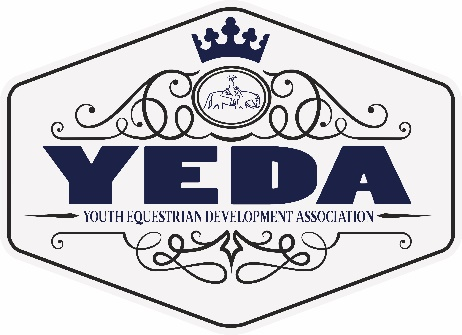 YEDA
YOUTH EQUESTRIAN DEVELOPMENT ASSOCIATION